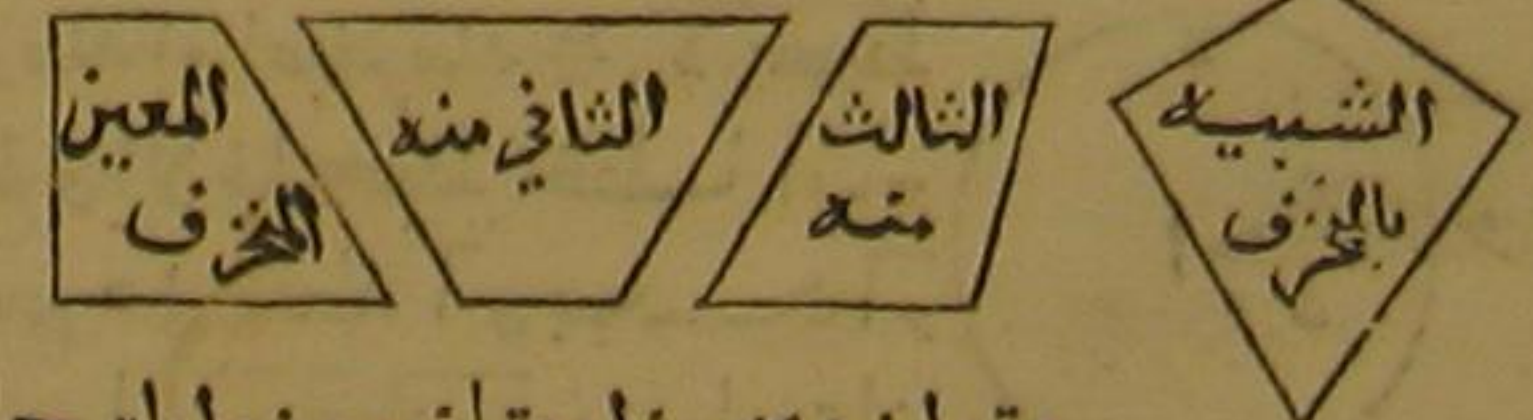 الشبيه
بالمنحرف
الثالث
منه
الثاني منه
المعين
المنحرف